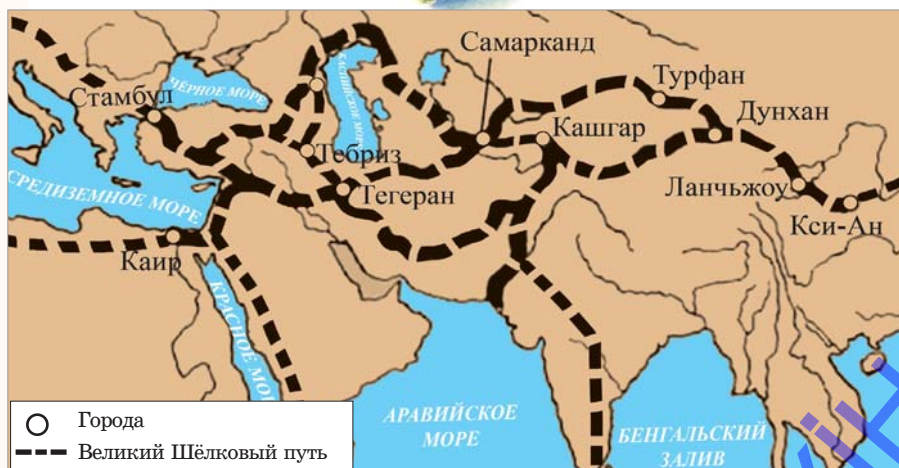 Самарканд
КАСПИЙСКОЕ МОРЕ
Турфан
ЧЁРНОЕ МОРЕ
Стамбул
Дунхан
Кашгар
Тебриз
СРЕДИЗЕМНОЕ МОРЕ
Тегеран
Ланчьжоу
Кси-Ан
Каир
КРАСНОЕ МОРЕ
АРАВИЙСКОЕ
МОРЕ
БЕНГАЛЬСКИЙ
ЗАЛИВ
Города
Великий Шёлковый путь